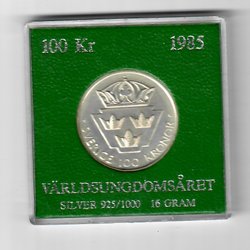 100 Kr 1985
SVERIGE 100 KRONOR
VÄRLDSUNGDOMSÅRET
SILVER 925/1000 16 GRAM